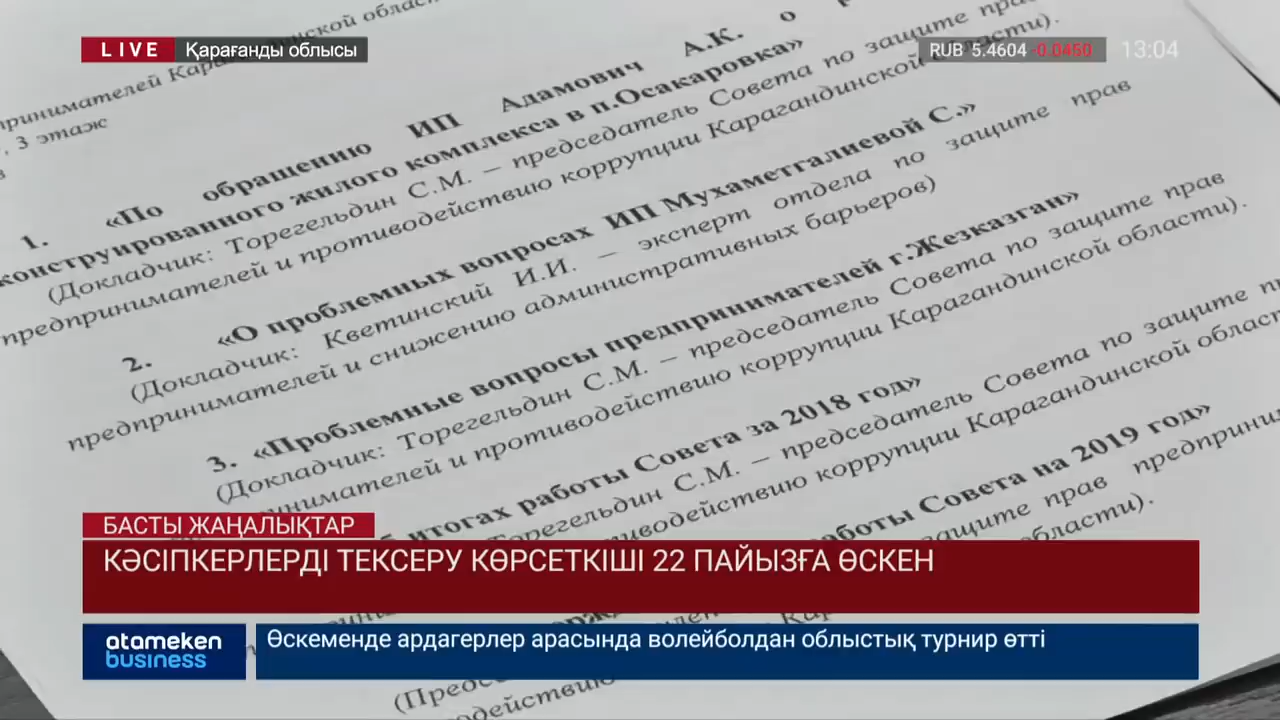 LIVE Қарағанды облысы
RUB 5.4604 -0.0450 13:04
, 3 этаж
1. «По обращению ИП Адамович А.К. о
конструированного жилого комплекса в п.Осакаровка»
(Докладчик: Торегельдин С.М. – председатель Совета по защите прав
предпринимателей и противодействию коррупции Карагандинской области).
2. «О проблемных вопросах ИП Мухаметгалиевой С.»
(Докладчик: Кветинский И.И. – эксперт отдела по защите прав
предпринимателей и снижению административных барьеров)
3. «Проблемные вопросы предпринимателей г.Жезказган»
(Докладчик: Торегельдин С.М. – председатель Совета по защите прав
принимателей и противодействию коррупции Карагандинской области).
итогах работы Совета за 2018 год»
Торегельдин С.М. – председатель Совета по защите
иводействию коррупции Карагандинской област
аботы Совета на 2019 год»
защите прав предприни
области).
БАСТЫ ЖАҢАЛЫҚТАР
КӘСІПКЕРЛЕРДІ ТЕКСЕРУ КӨРСЕТКІШІ 22 ПАЙЫЗҒА ӨСКЕН
atameken
business
Өскеменде ардагерлер арасында волейболдан облыстық турнир өтті